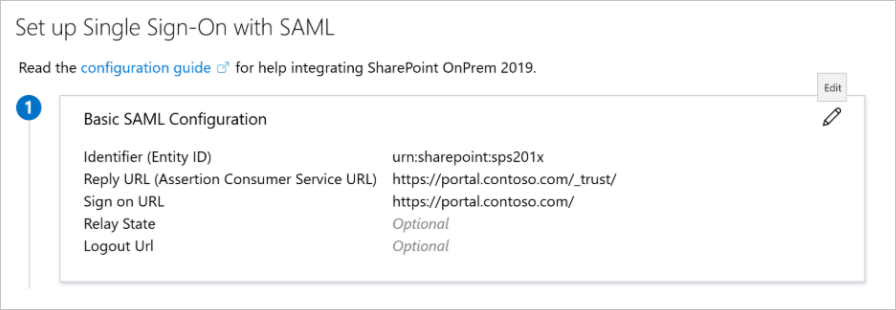 Set up Single Sign-On with SAML
Read the configuration guide for help integrating SharePoint OnPrem 2019.
Edit
1
Basic SAML Configuration
Identifier (Entity ID) urn:sharepoint:sps201x
Reply URL (Assertion Consumer Service URL) https://portal.contoso.com/_trust/
Sign on URL https://portal.contoso.com/
Relay State Optional
Logout Url Optional